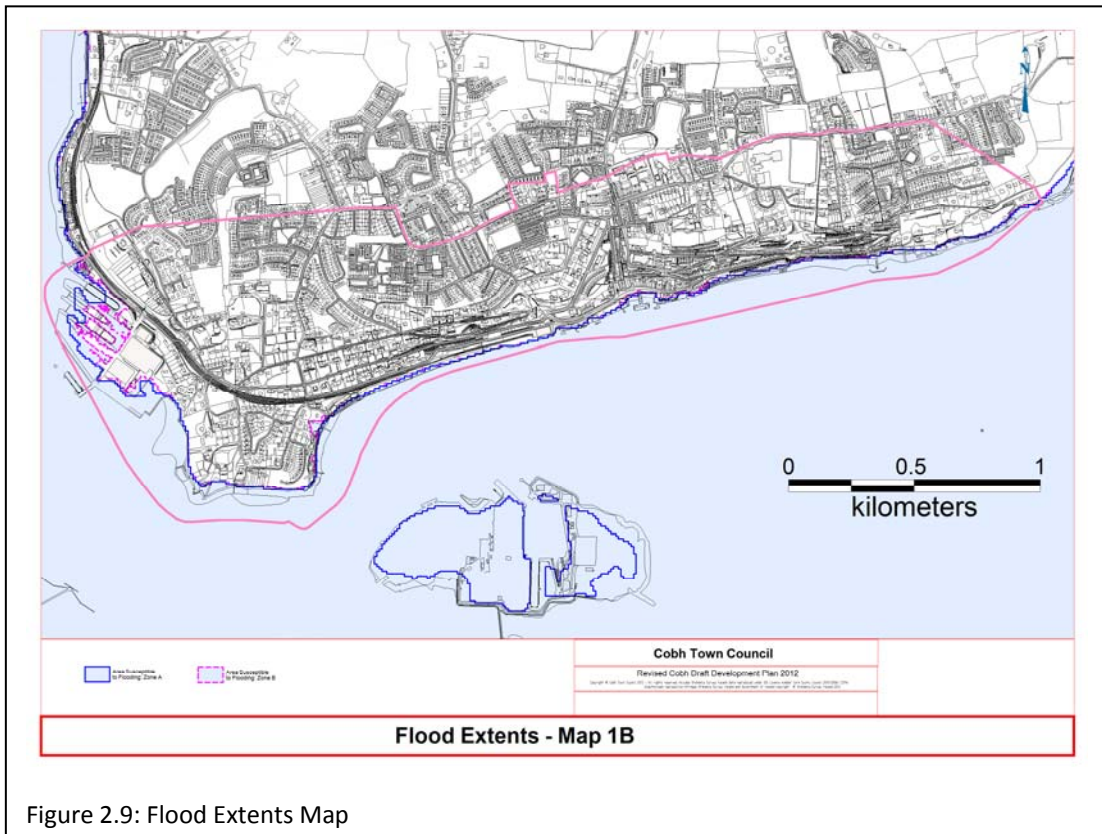 N
0 0.5 1
kilometers
Area Susceptible
to Flooding: Zone A
Area Susceptible
to Flooding: Zone B
Cobh Town Council
Revised Cobh Draft Development Plan 2012
Flood Extents - Map 1B
Figure 2.9: Flood Extents Map